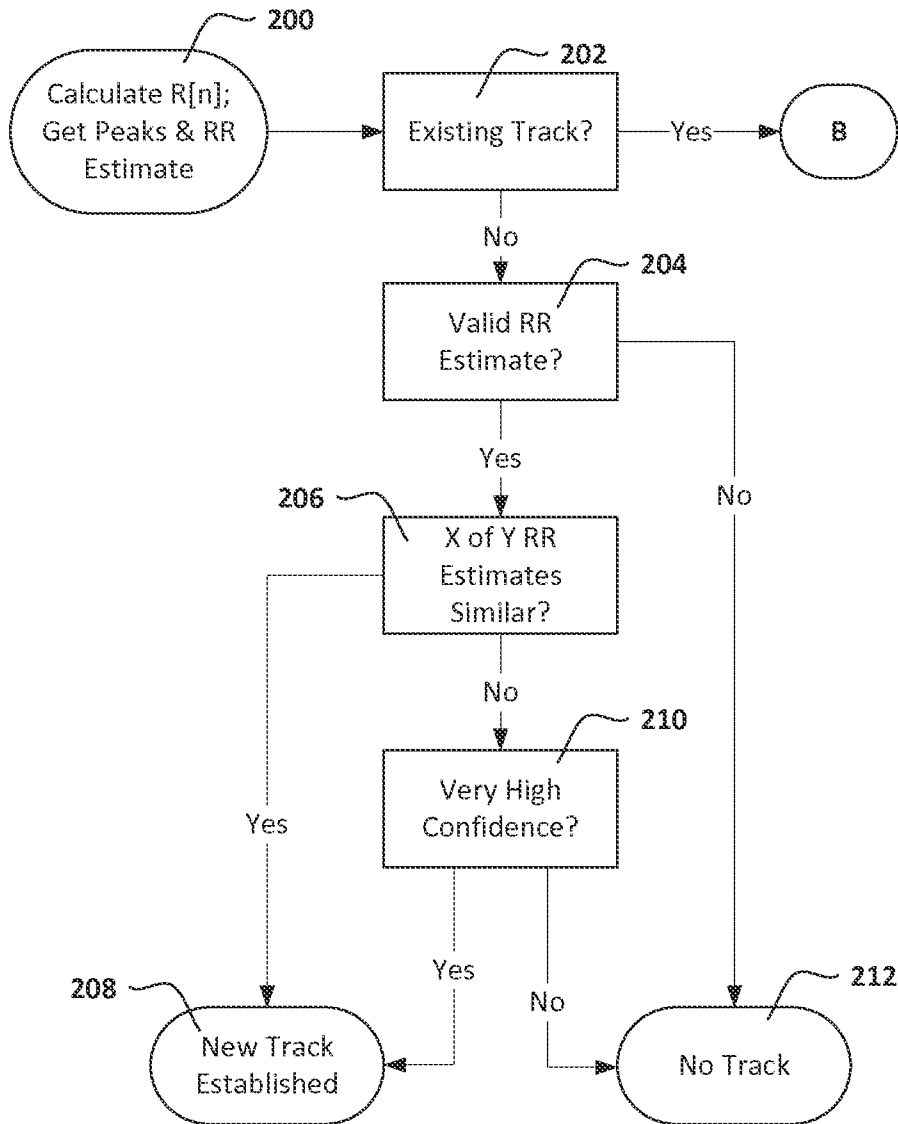 200
Calculate R[n];
Get Peaks & RR
Estimate
202
Existing Track?
Yes
B
No
204
Valid RR
Estimate?
Yes
No
206
X of Y RR
Estimates
Similar?
No
210
Very High
Confidence?
Yes
Yes
No
208
New Track
Established
212
No Track